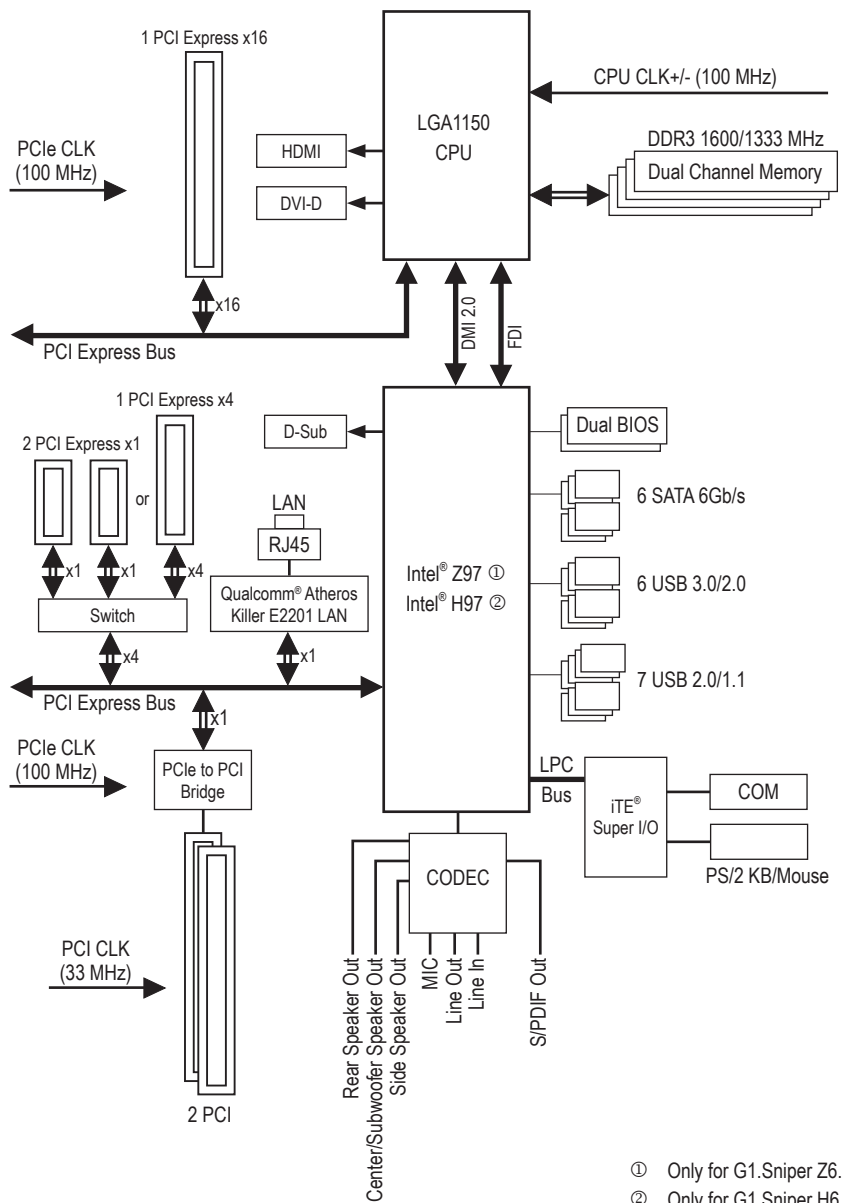 1 PCI Express x16
CPU CLK+/- (100 MHz)
LGA1150
CPU
DDR3 1600/1333 MHz
Dual Channel Memory
PCIe CLK
(100 MHz)
HDMI
DVI-D
x16
PCI Express Bus
DMI 2.0
FDI
1 PCI Express x4
2 PCI Express x1
or
D-Sub
Dual BIOS
LAN
RJ45
6 SATA 6Gb/s
x1
x1
x4
Switch
Qualcomm® Atheros
Killer E2201 LAN
Intel® Z97 ①
Intel® H97 ②
6 USB 3.0/2.0
x4
x1
7 USB 2.0/1.1
PCI Express Bus
x1
PCIe CLK
(100 MHz)
PCIe to PCI
Bridge
LPC
Bus
iTE®
Super I/O
COM
PS/2 KB/Mouse
CODEC
PCI CLK
(33 MHz)
2 PCI
Rear Speaker Out
Center/Subwoofer Speaker Out
Side Speaker Out
MIC
Line Out
Line In
S/PDIF Out
① Only for G1.Sniper Z6.
② Only for G1.Sniper H6.